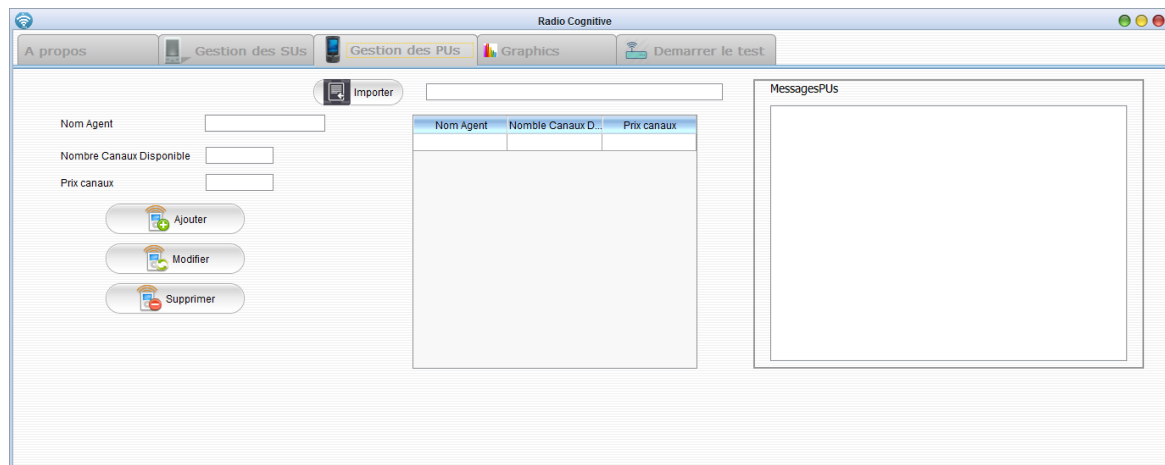 Radio Cognitive
A propos
Gestion des SUs
Gestion des PUs
Graphics
Demarrer le test
Importer
MessagesPUs
Nom Agent
Nombre Canaux Disponible
Prix canaux
Ajouter
Modifier
Supprimer
Nom Agent Nomble Canaux D... Prix canaux